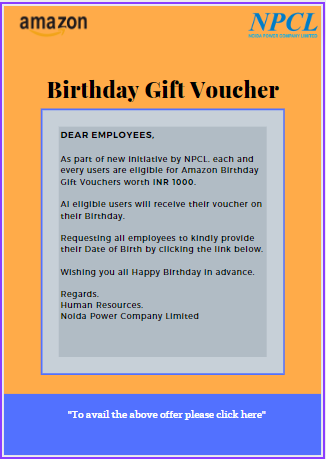 amazon
NPCL
NOIDA POWER COMPANY LIMITED
Birthday Gift Voucher
DEAR EMPLOYEES,
As part of new initiative by NPCL. each and
every users are eligible for Amazon Birthday
Gift Vouchers worth INR 1000.
Al eligible users will receive their voucher on
their Birthday.
Requesting all employees to kindly provide
their Date of Birth by clicking the link below.
Wishing you all Happy Birthday in advance.
Regards.
Human Resources.
Noida Power Company Limited
"To avail the above offer please click here"